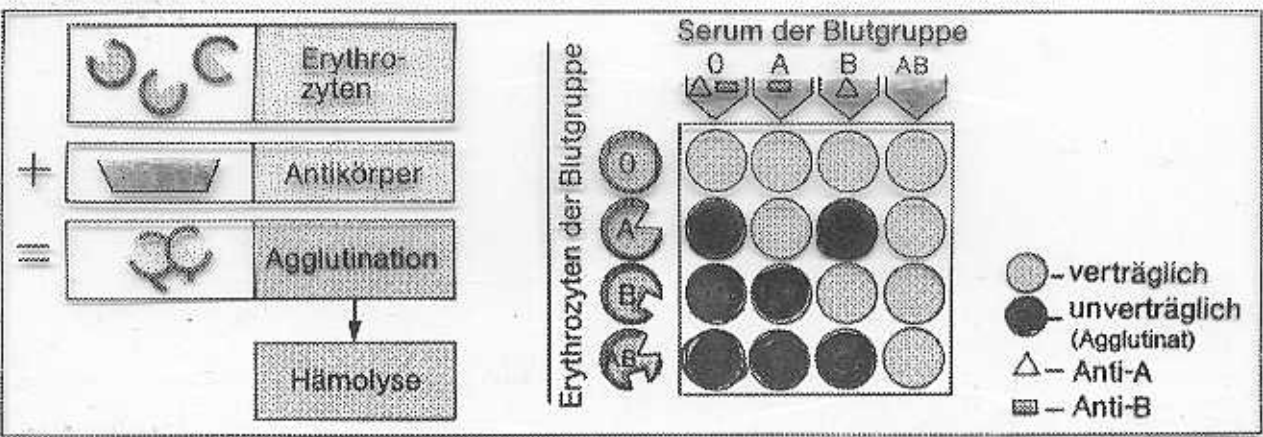 Erythro-
zyten
+
Antikörper
=
Agglutination
Hämolyse
Serum der Blutgruppe
0 A B AB
Erythrozyten der Blutgruppe
0
A
B
AB
verträglich
unverträglich
(Agglutinat)
– Anti-A
– Anti-B